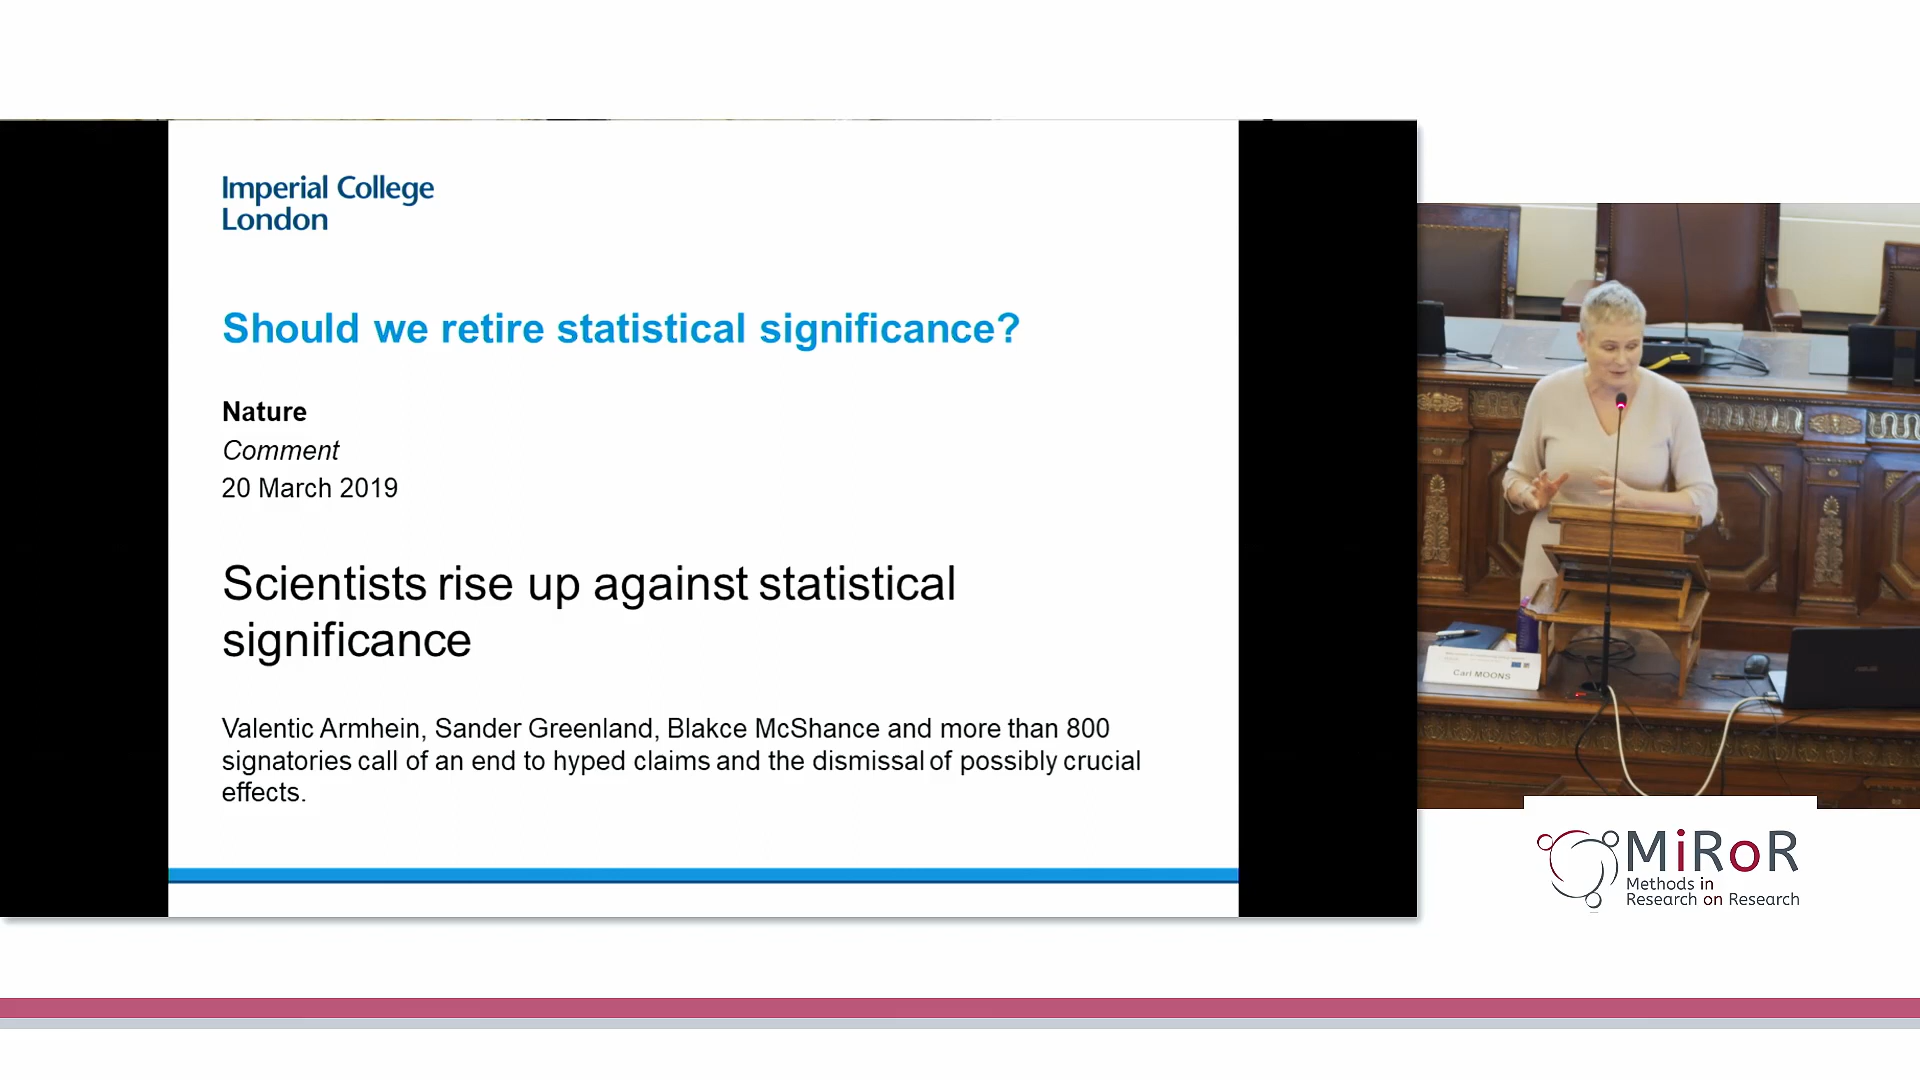 Imperial College
London
Should we retire statistical significance?
Nature
Comment
20 March 2019
Scientists rise up against statistical
significance
Valentic Armhein, Sander Greenland, Blakce McShance and more than 800
signatories call of an end to hyped claims and the dismissal of possibly crucial
effects.
Carl MOONS
MiRoR
Methods in
Research on Research